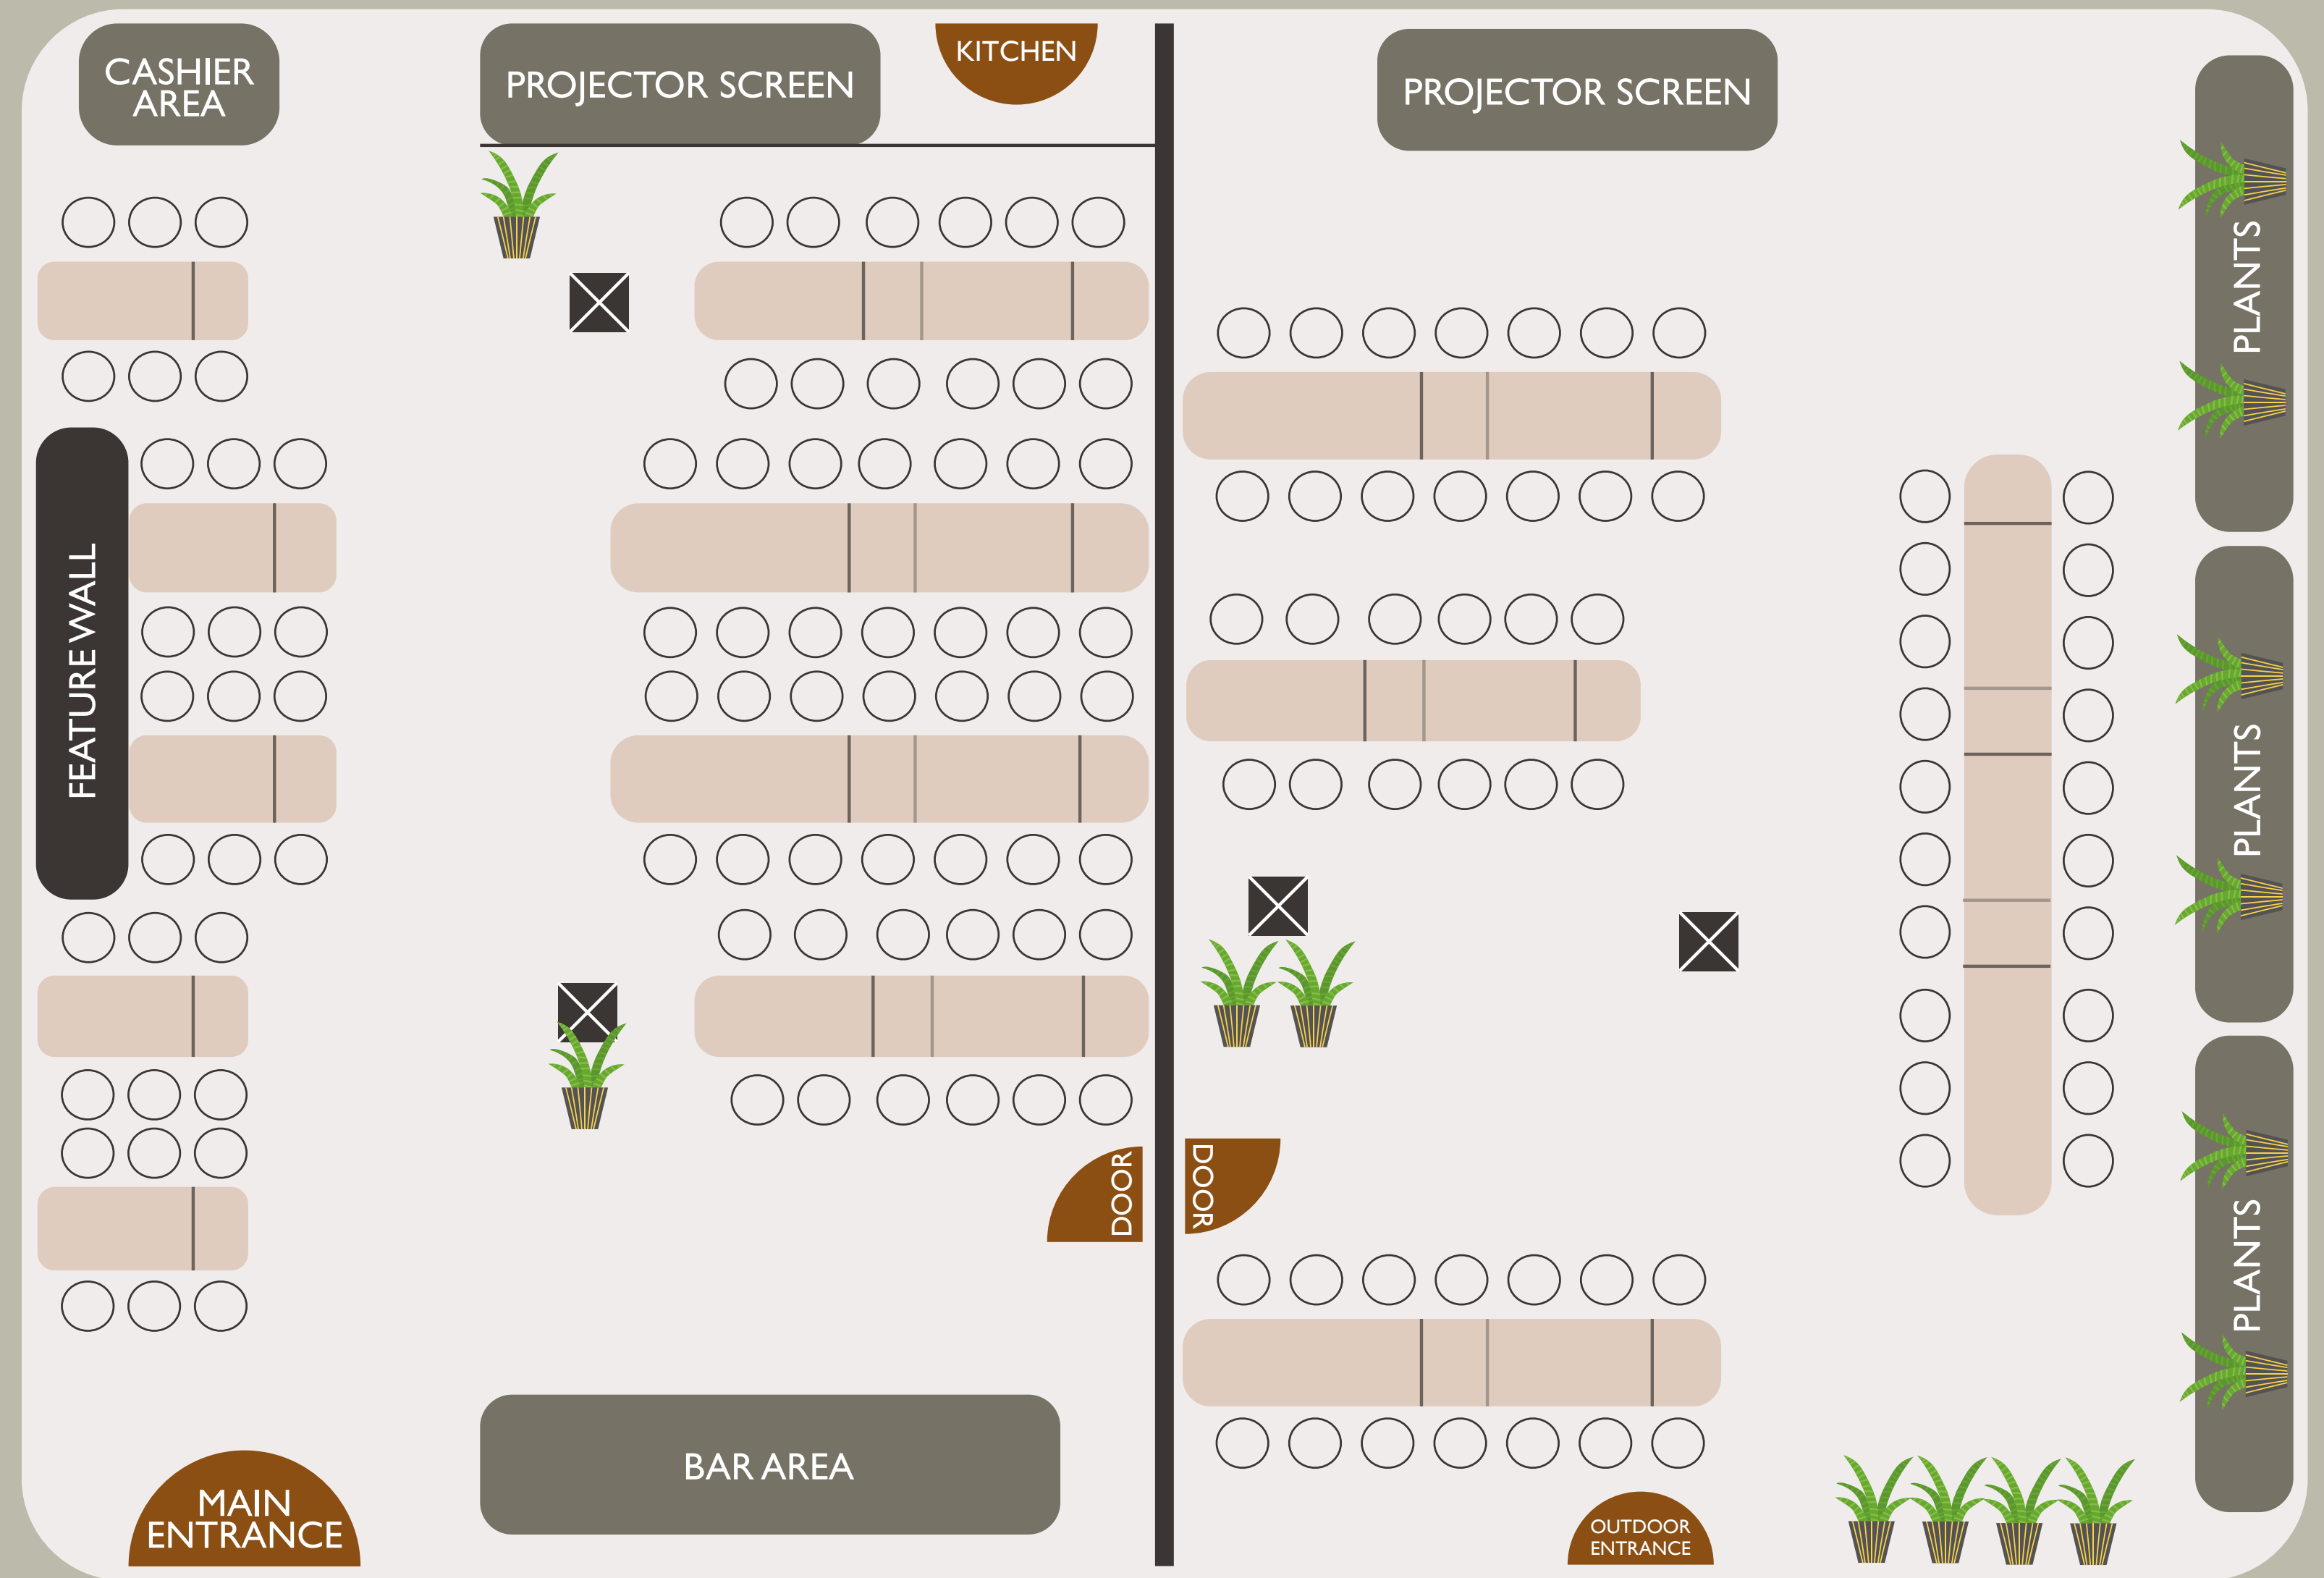 CASHIER
AREA
PROJECTOR SCREEN
KITCHEN
PROJECTOR SCREEN
PLANTS
FEATURE WALL
PLANTS
DOOR
DOOR
PLANTS
BAR AREA
MAIN
ENTRANCE
OUTDOOR
ENTRANCE